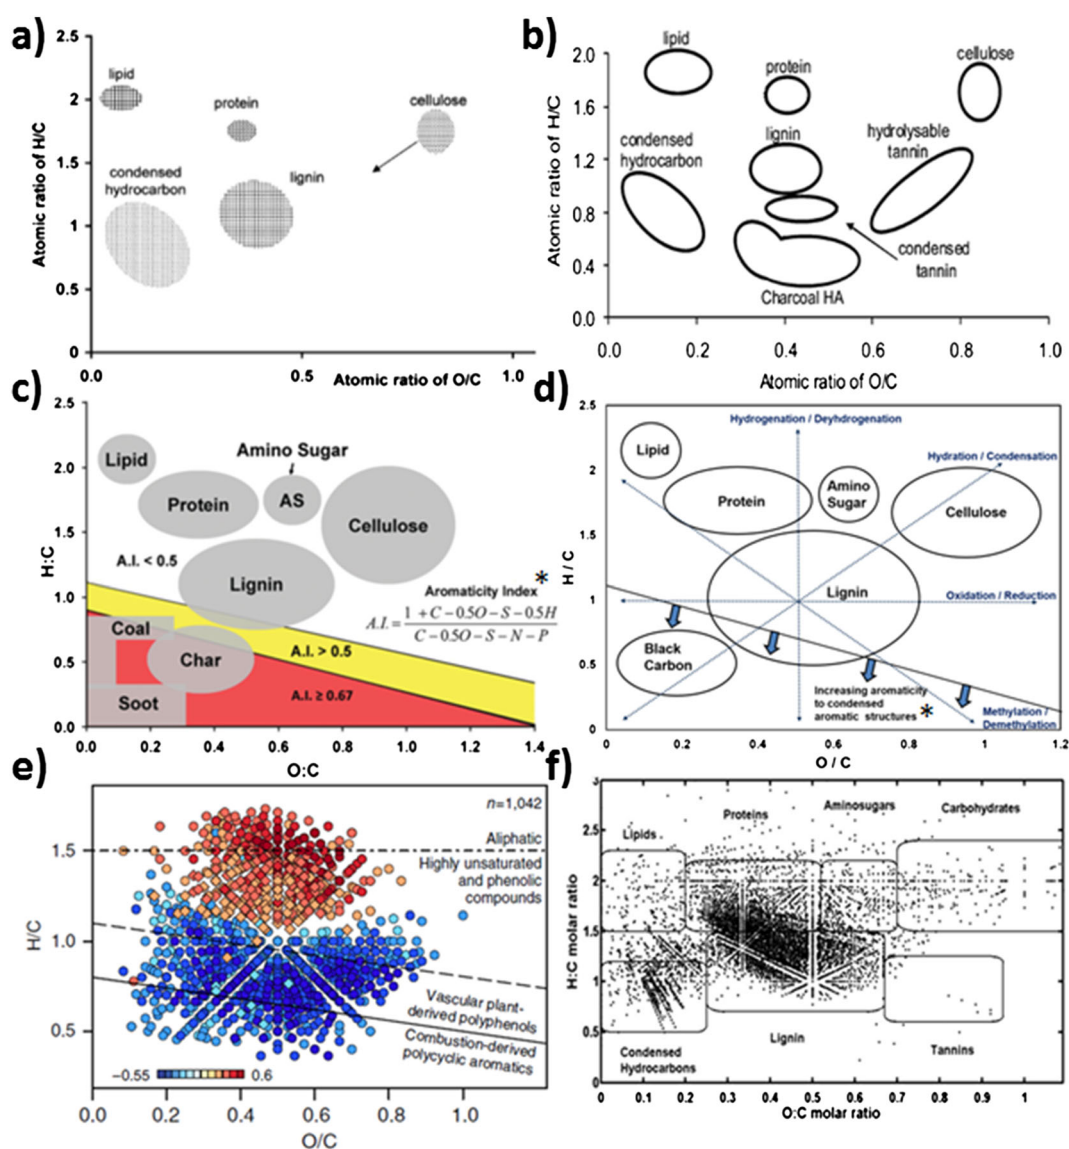 a)
2.5
2
1.5
1
0.5
0
0.0
0.5
1.0
Atomic ratio of H/C
Atomic ratio of O/C
lipid
protein
cellulose
condensed
hydrocarbon
lignin
b)
2.0
1.6
1.2
0.8
0.4
0.0
0.0
0.2
0.4
0.6
0.8
1.0
Atomic ratio of H/C
Atomic ratio of O/C
lipid
protein
cellulose
condensed
hydrocarbon
lignin
hydrolysable
tannin
condensed
tannin
Charcoal HA
c)
2.5
2.0
1.5
1.0
0.5
0.0
0.0
0.2
0.4
0.6
0.8
1.0
1.2
1.4
H:C
O:C
Lipid
Amino Sugar
Protein
AS
Cellulose
A.I. < 0.5
Lignin
Aromaticity Index*
A.I. = 1 + C − 0.5O − S − 0.5H / C − 0.5O − S − N − P
Coal
Char
A.I. > 0.5
Soot
A.I. ≥ 0.67
d)
2.5
2
1.5
1
0.5
0
0
0.2
0.4
0.6
0.8
1
1.2
H / C
O / C
Hydrogenation / Deyhdrogenation
Lipid
Hydration / Condensation
Protein
Amino
Sugar
Cellulose
Lignin
Oxidation / Reduction
Black
Carbon
Increasing aromaticity
to condensed
aromatic structures *
Methylation /
Demethylation
e)
n=1,042
Aliphatic
Highly unsaturated
and phenolic
compounds
Vascular plant-
derived polyphenols
Combustion-derived
polycyclic aromatics
−0.55
0.6
1.5
1.0
0.5
H/C
0.0
0.2
0.4
0.6
0.8
1.0
O/C
f)
3
2.5
2
1.5
1
0.5
0
H:C molar ratio
Lipids
Proteins
Aminosugars
Carbohydrates
Condensed
Hydrocarbons
Lignin
Tannins
0
0.1
0.2
0.3
0.4
0.5
0.6
0.7
0.8
0.9
1
O:C molar ratio